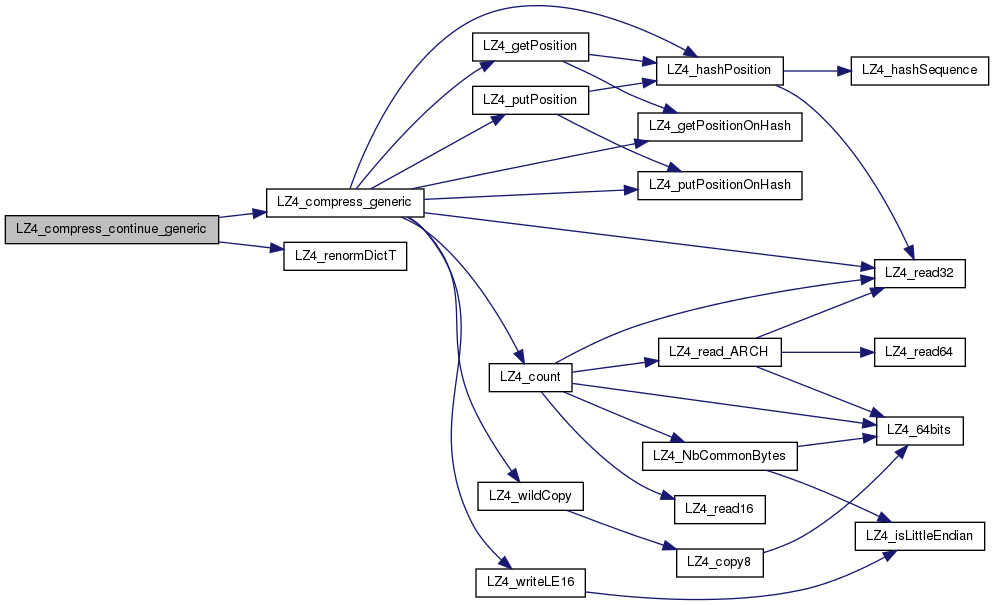 LZ4_getPosition
LZ4_hashPosition
LZ4_hashSequence
LZ4_putPosition
LZ4_getPositionOnHash
LZ4_putPositionOnHash
LZ4_compress_generic
LZ4_compress_continue_generic
LZ4_renormDictT
LZ4_read32
LZ4_read_ARCH
LZ4_read64
LZ4_count
LZ4_64bits
LZ4_NbCommonBytes
LZ4_wildCopy
LZ4_read16
LZ4_isLittleEndian
LZ4_copy8
LZ4_writeLE16